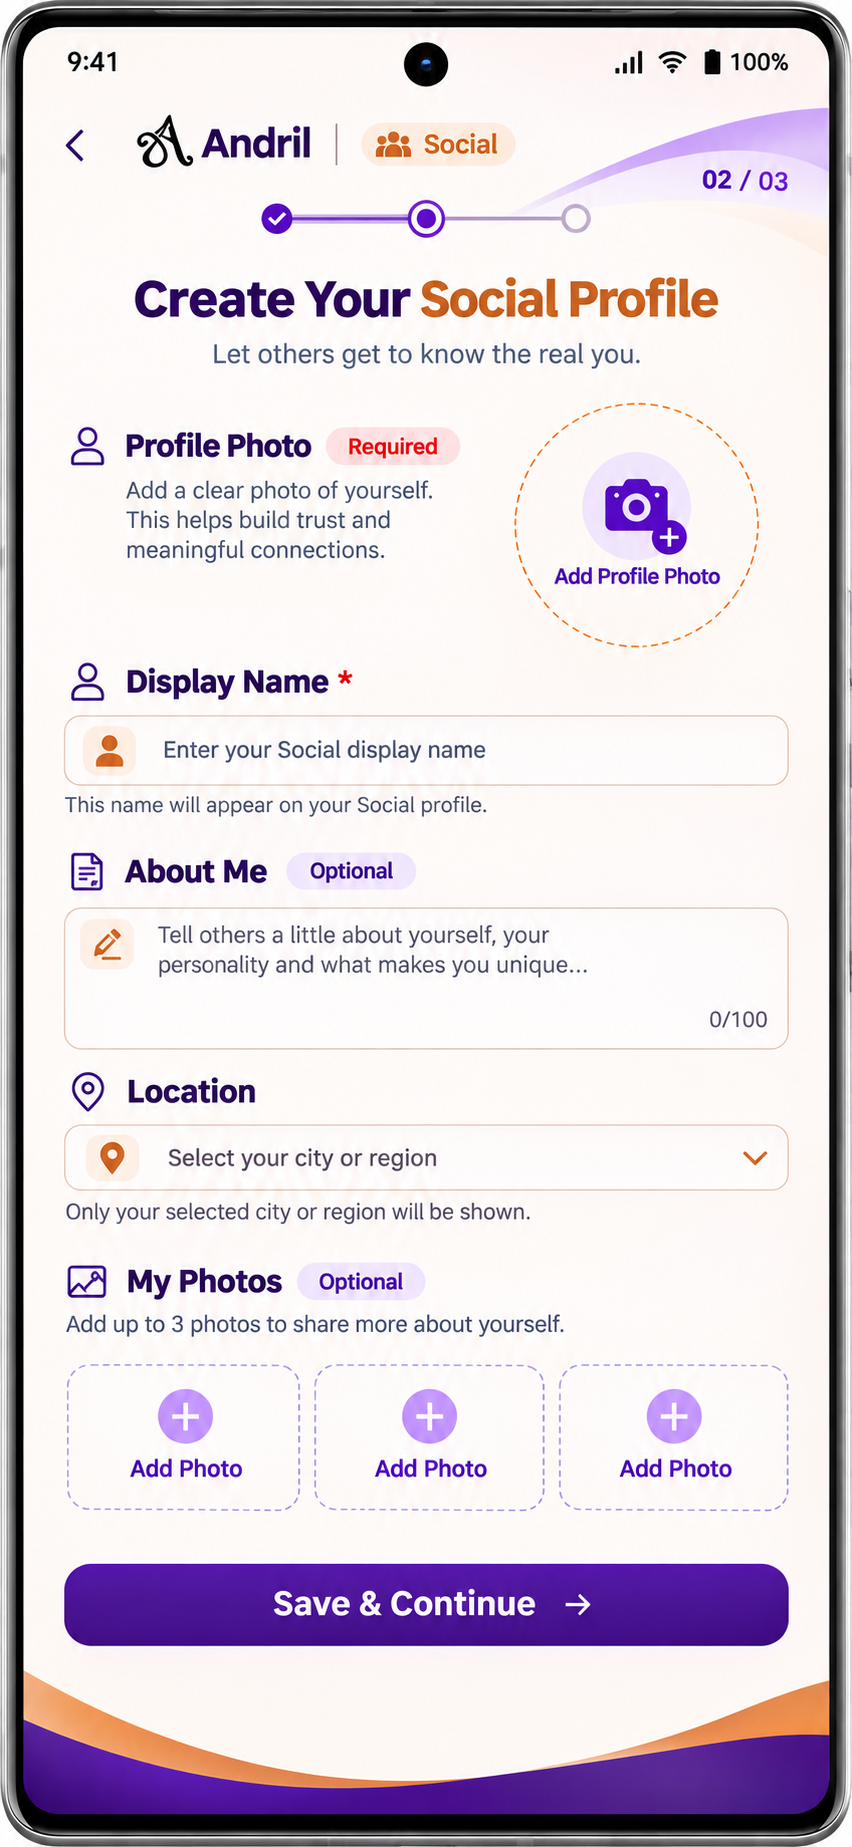 9:41
100%
Andril
Social
02 / 03
Create Your Social Profile
Let others get to know the real you.
Profile Photo
Required
Add a clear photo of yourself.
This helps build trust and
meaningful connections.
Add Profile Photo
Display Name *
Enter your Social display name
This name will appear on your Social profile.
About Me
Optional
Tell others a little about yourself, your
personality and what makes you unique...
0/100
Location
Select your city or region
Only your selected city or region will be shown.
My Photos
Optional
Add up to 3 photos to share more about yourself.
Add Photo
Add Photo
Add Photo
Save & Continue →